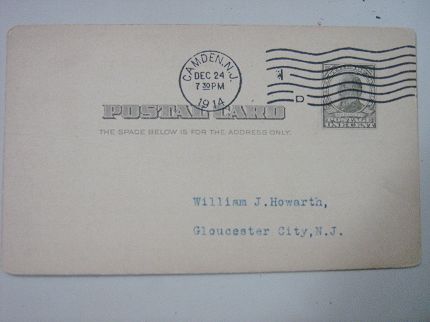 CAMDEN, N.J.
DEC 24
7 30 PM
1914
D
POSTAL CARD
THE SPACE BELOW IS FOR THE ADDRESS ONLY.
William J.Howarth,
Gloucester City,N.J.